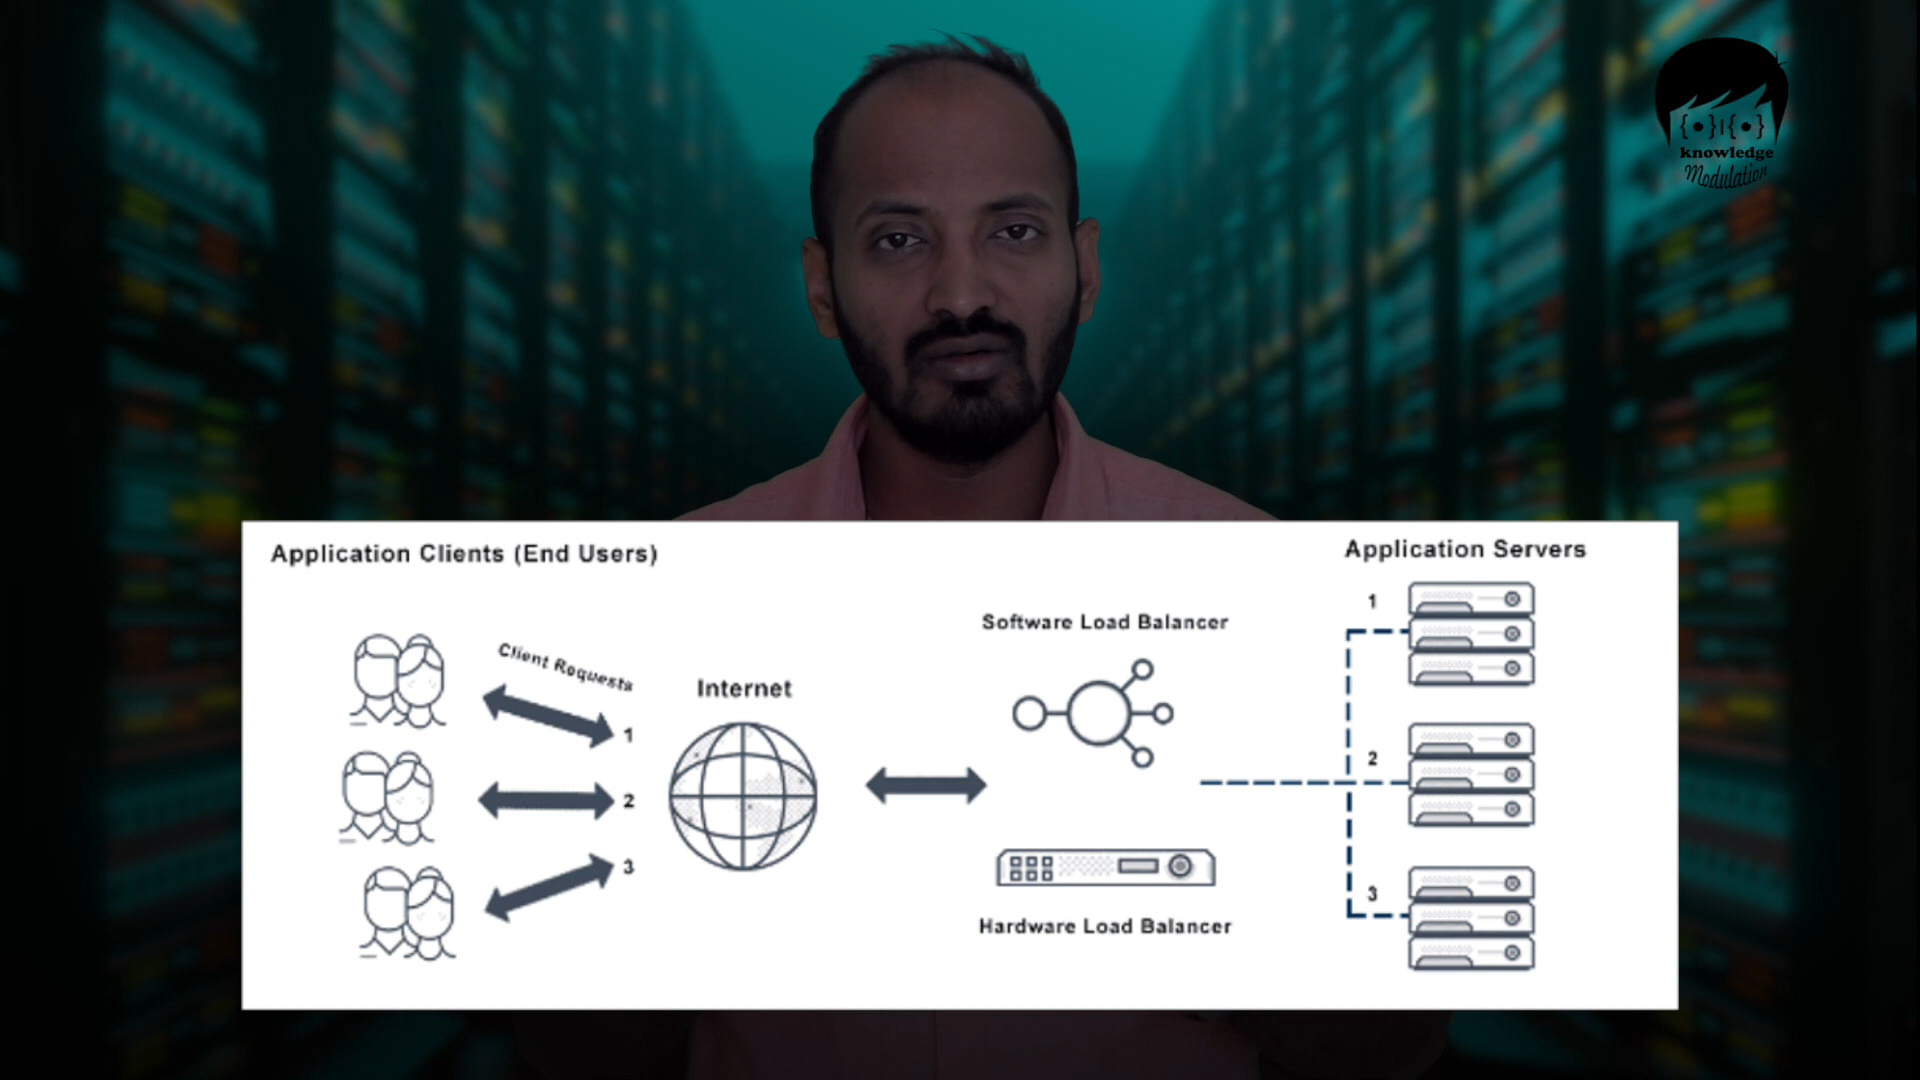 {•}|{•}
knowledge
Modulation
Application Clients (End Users)
Application Servers
Client Requests
Internet
Software Load Balancer
Hardware Load Balancer
1
2
3
1
2
3